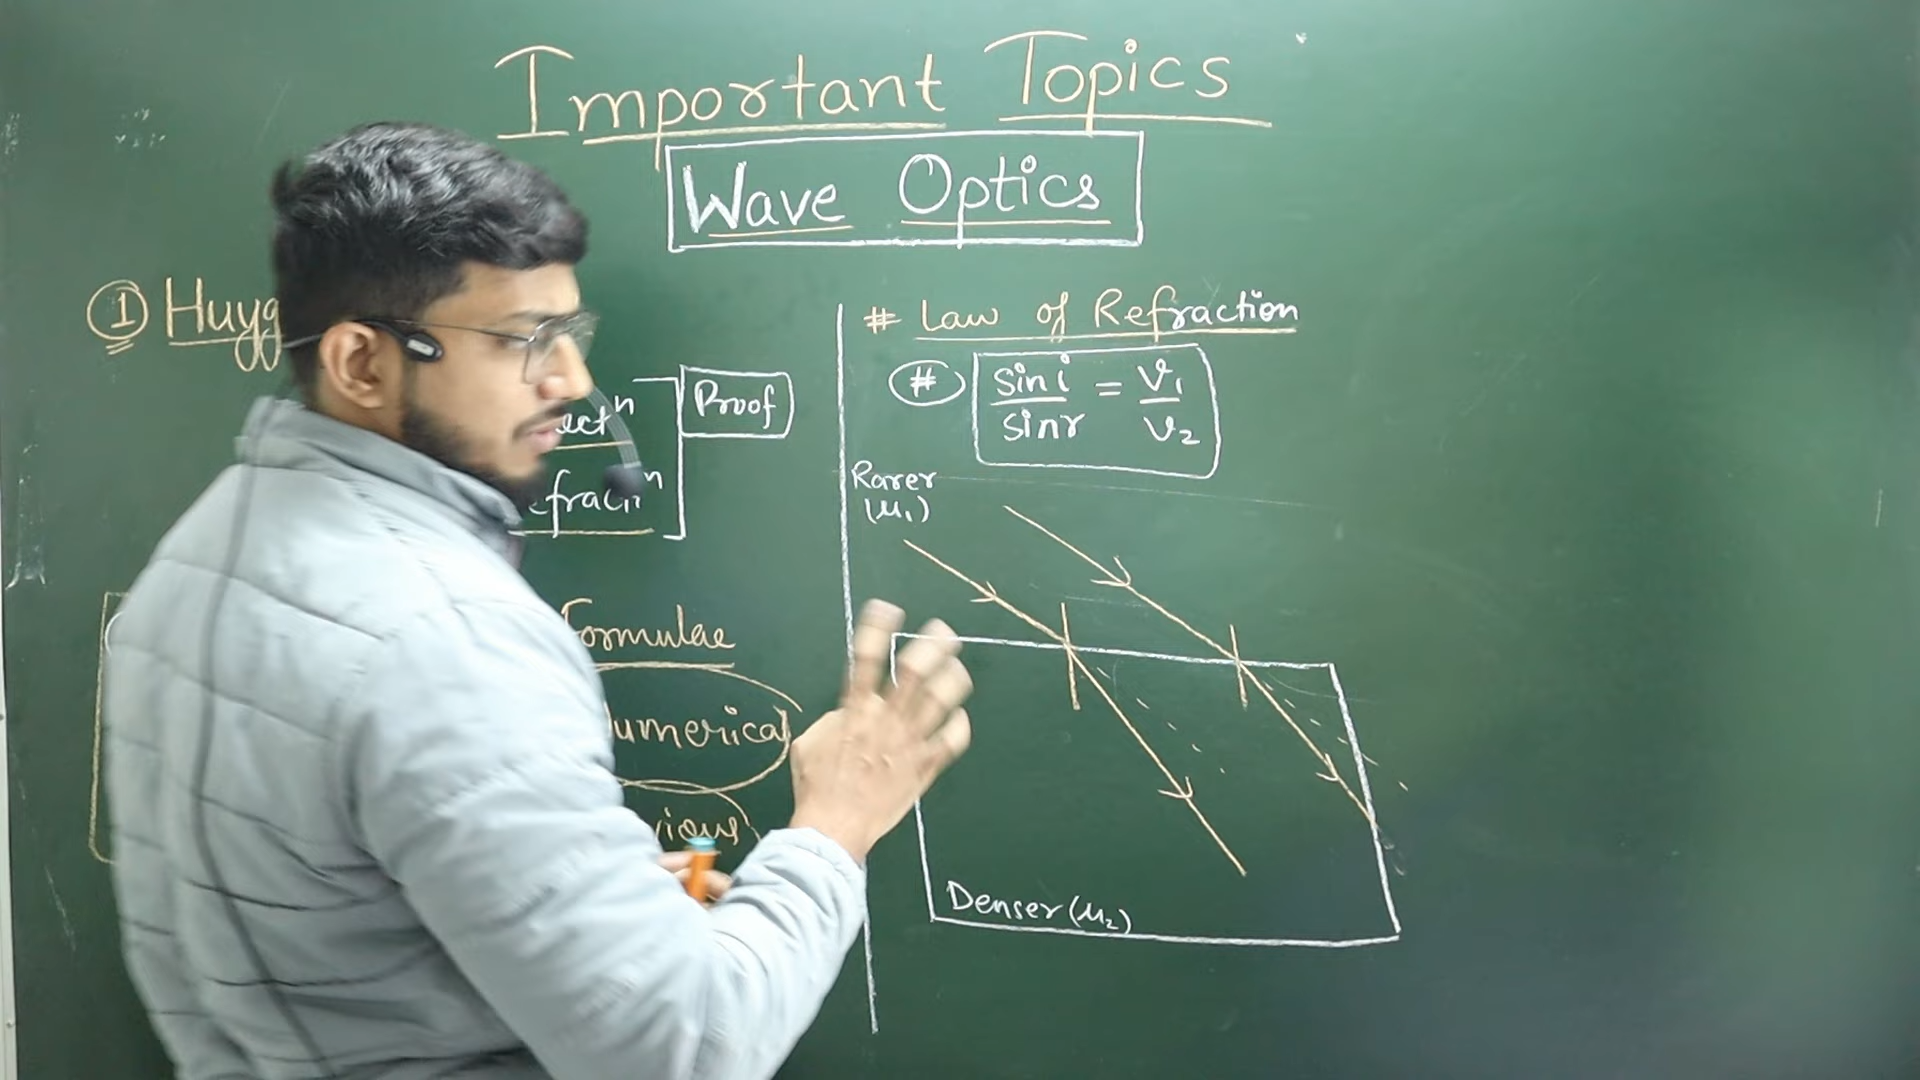 Important Topics
Wave Optics
① Huyg
Proof
Formulae
# Law of Refraction
# sin i / sin r = v₁ / v₂
Rarer
(μ₁)
Denser (μ₂)